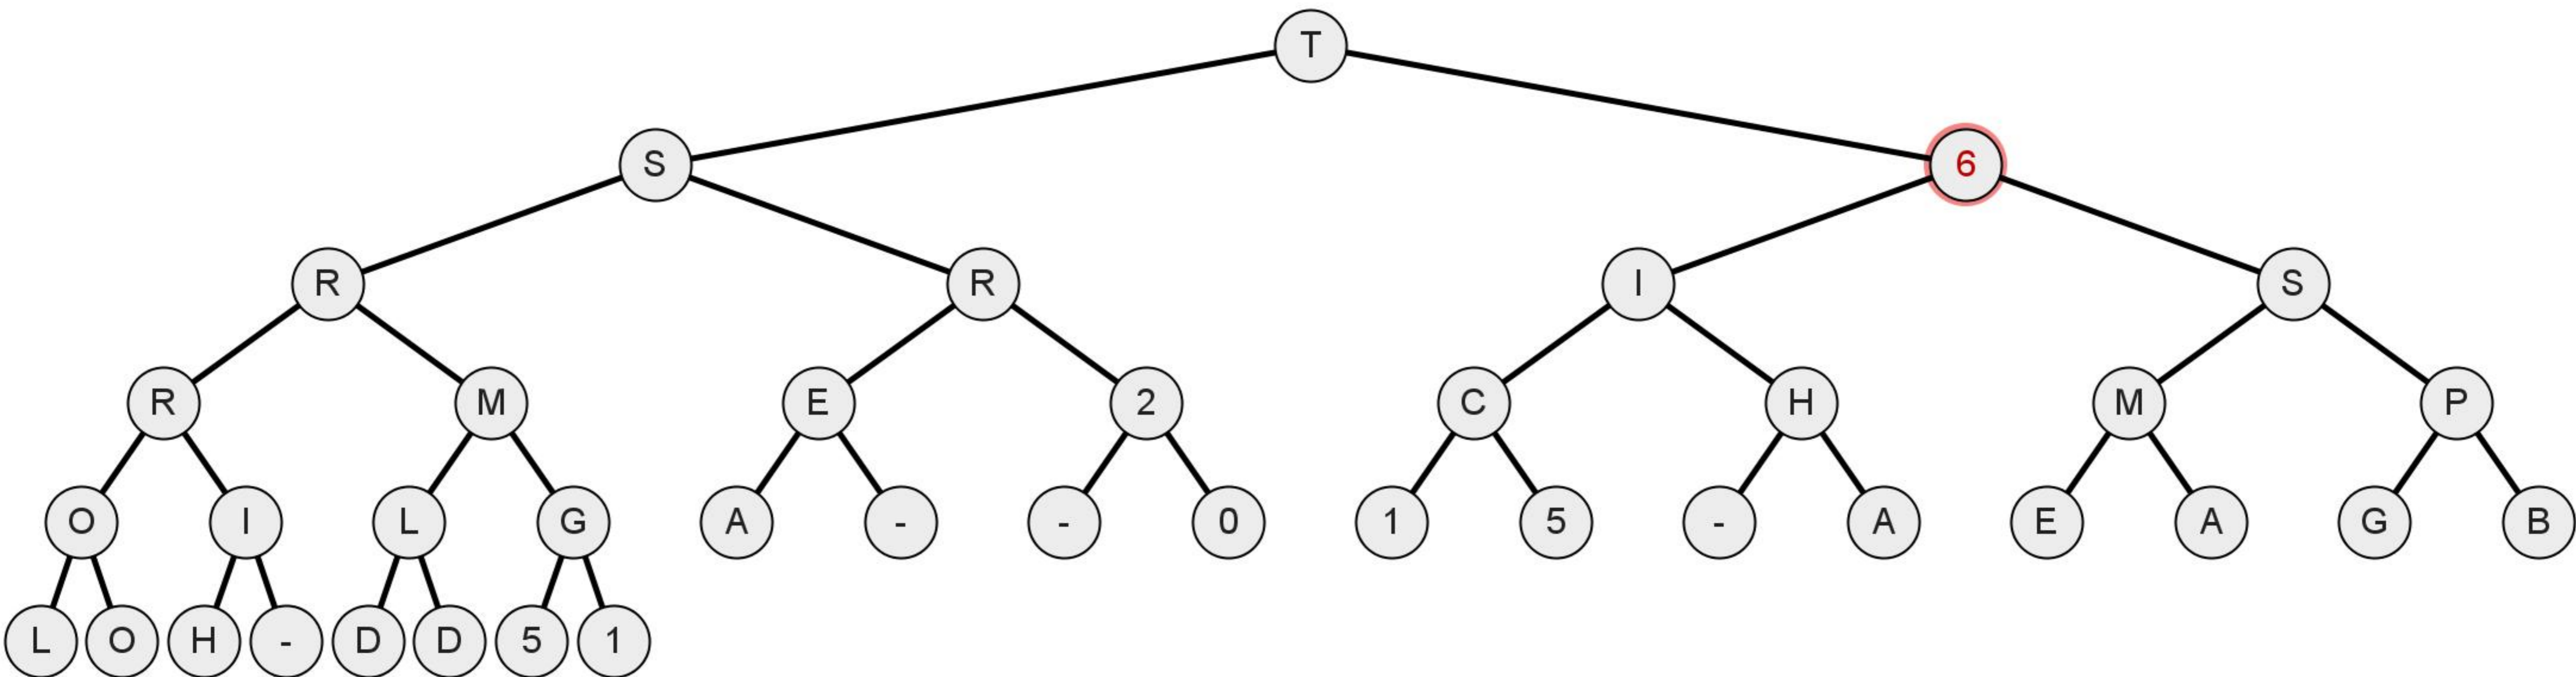 T
S 6
R R I S
R M E 2 C H M P
O I L G A - - 0 1 5 - A E A G B
L O H - D D 5 1